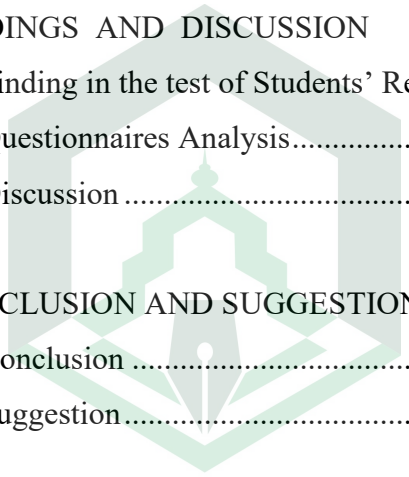 DINGS AND DISCUSSION
inding in the test of Students’ Re
uestionnaires Analysis................
iscussion......................................
CLUSION AND SUGGESTION
onclusion.....................................
uggestion.....................................